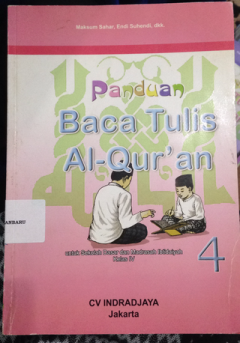 Maksum Bahar, Endi Suhendi, dkk.
Panduan
Baca Tulis
Al-Qur'an
untuk Sekolah Dasar dan Madrasah Ibtidaiyah
Kelas IV
4
CV INDRADJAYA
Jakarta